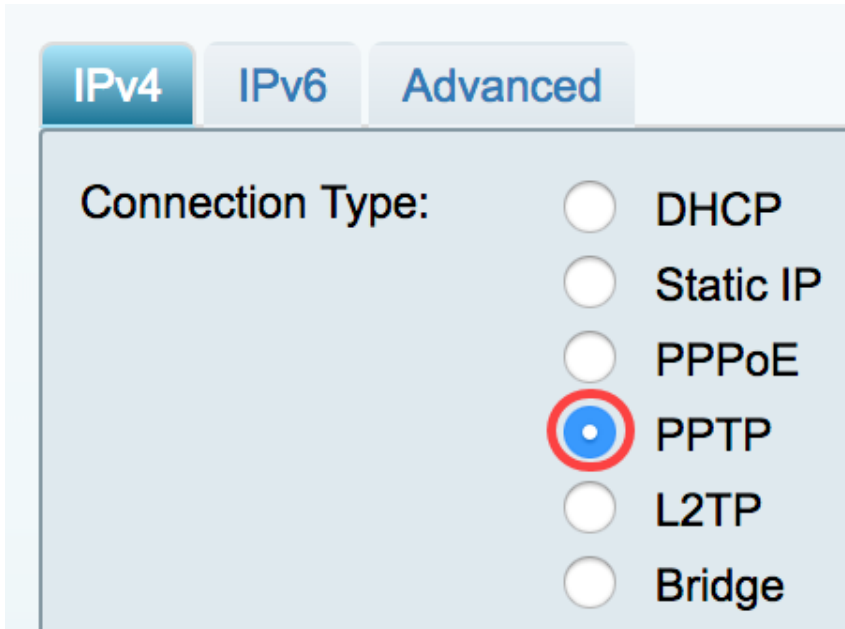 IPv4 IPv6 Advanced
Connection Type:
DHCP
Static IP
PPPoE
PPTP
L2TP
Bridge